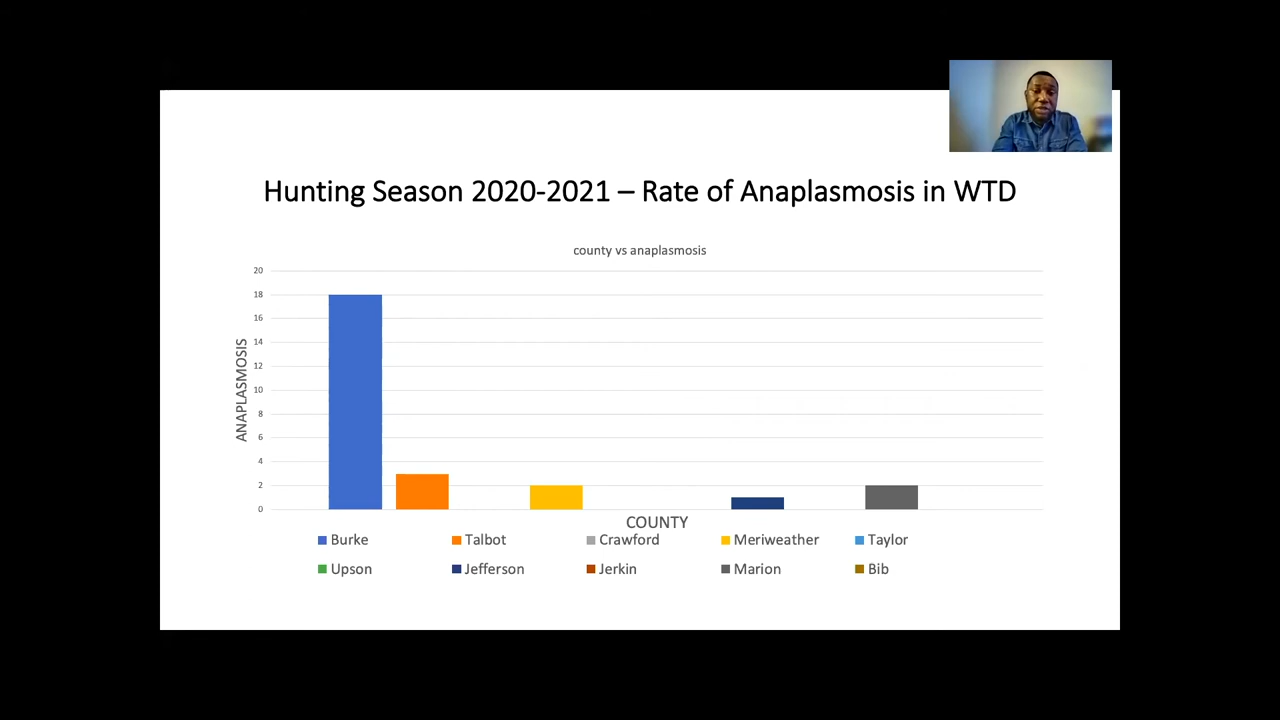 Hunting Season 2020-2021 – Rate of Anaplasmosis in WTD
county vs anaplasmosis
20
18
16
14
12
10
8
6
4
2
0
ANAPLASMOSIS
COUNTY
Burke Talbot Crawford Meriweather Taylor
Upson Jefferson Jerkin Marion Bib